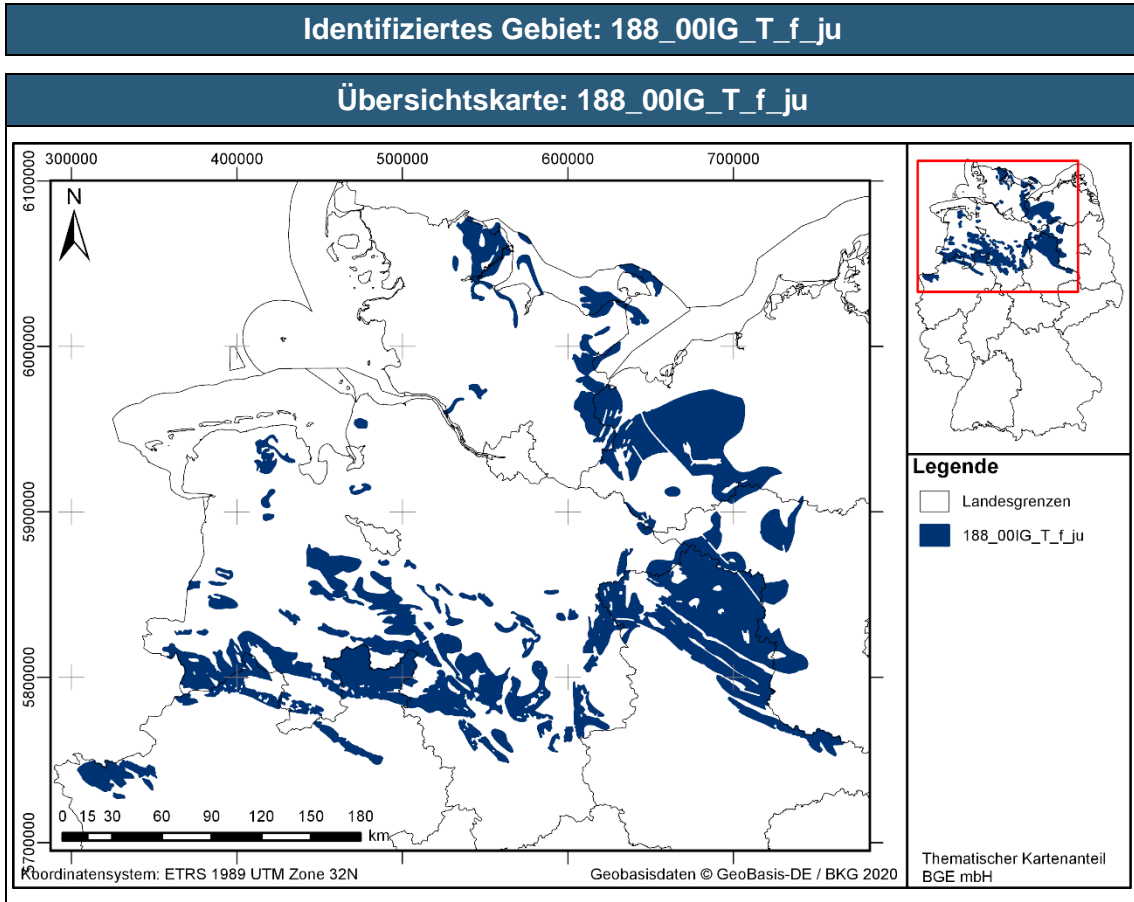 Identifiziertes Gebiet: 188_00IG_T_f_ju
Übersichtskarte: 188_00IG_T_f_ju
300000 400000 500000 600000 700000
6100000
N
6000000
5900000
5800000
5700000
0 15 30 60 90 120 150 180
km
Koordinatensystem: ETRS 1989 UTM Zone 32N
Geobasisdaten © GeoBasis-DE / BKG 2020
Legende
Landesgrenzen
188_00IG_T_f_ju
Thematischer Kartenanteil
BGE mbH